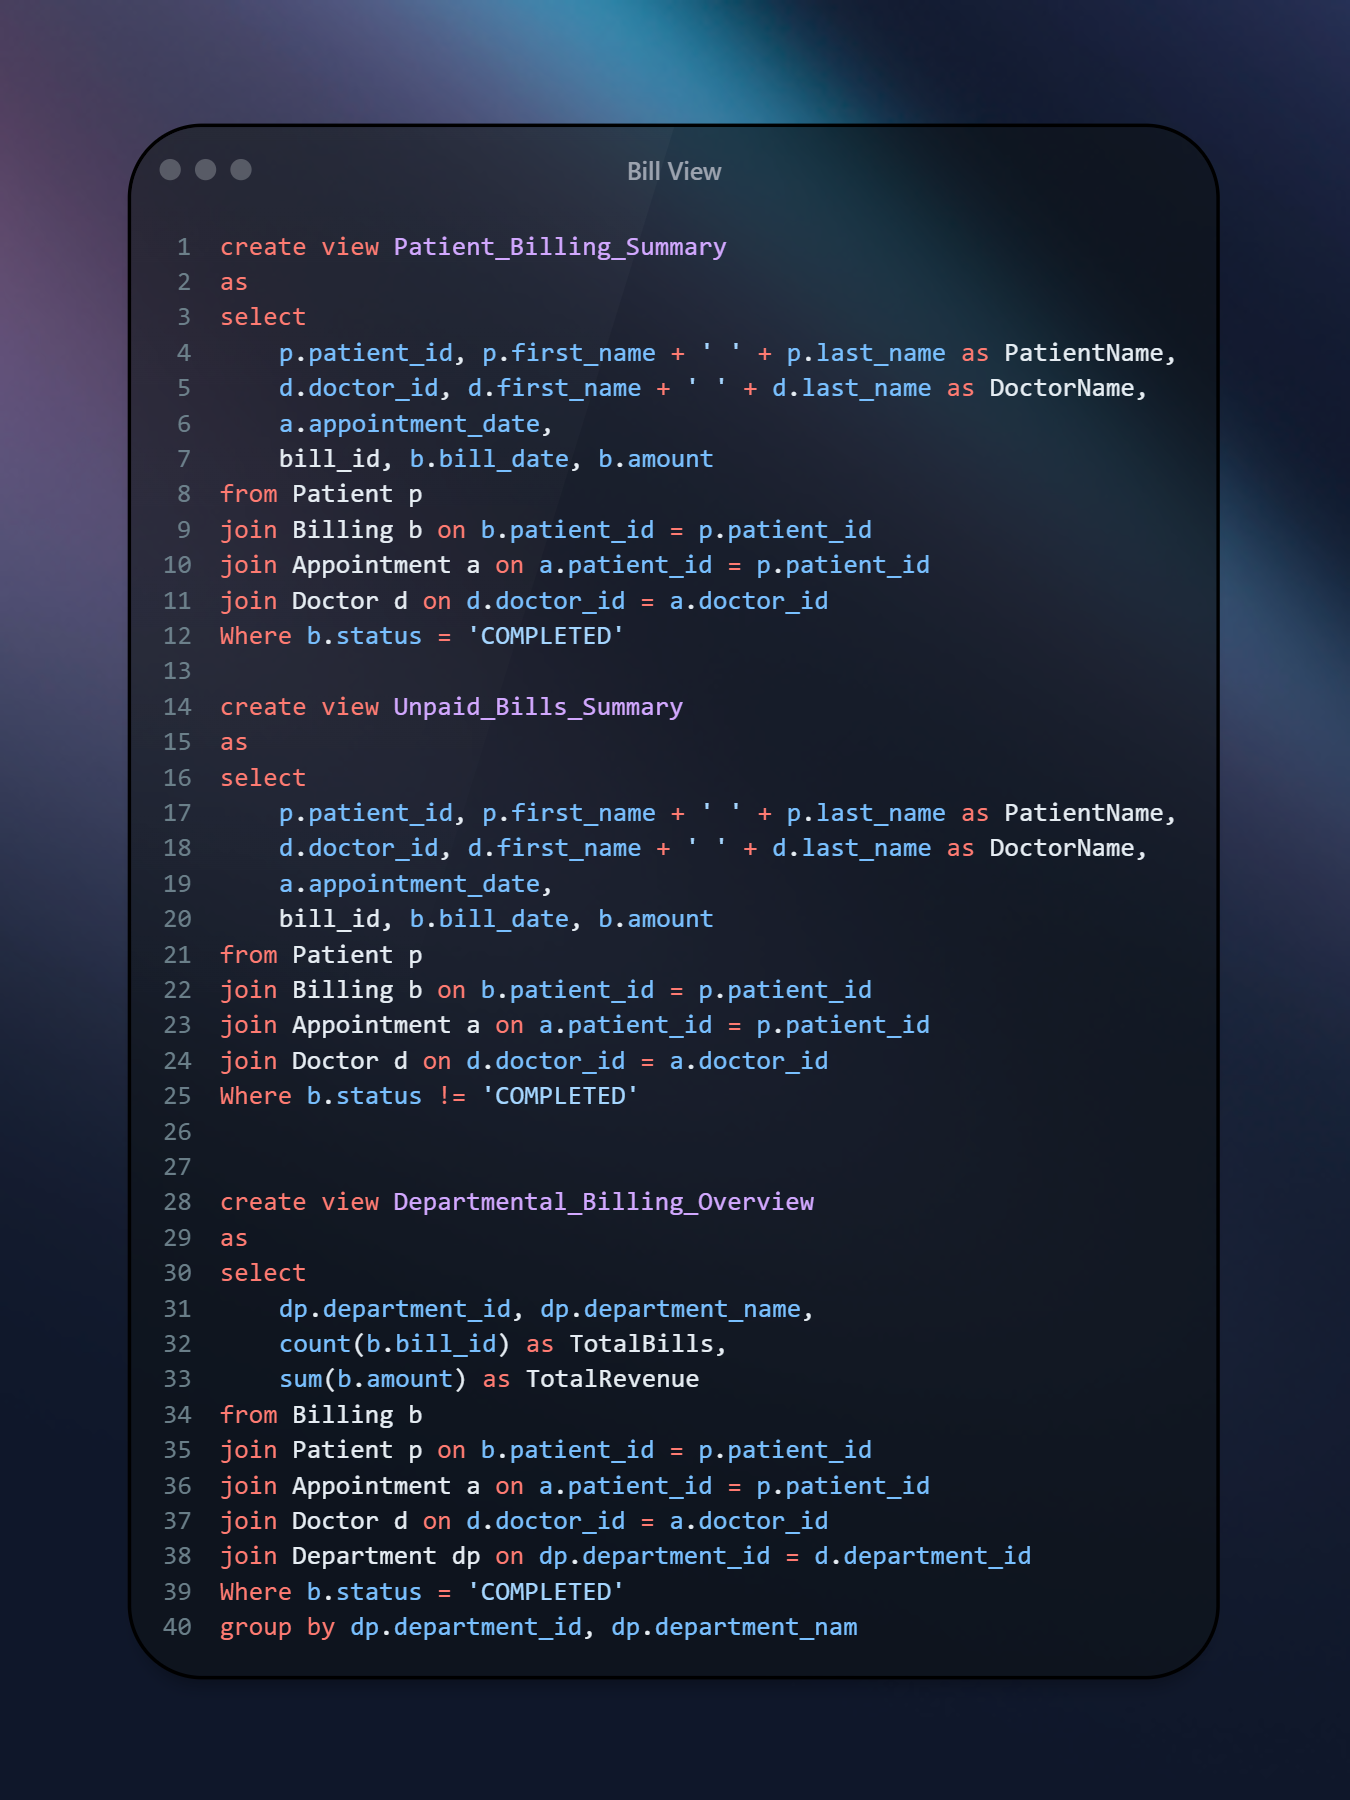 Bill View
1 create view Patient_Billing_Summary
2 as
3 select
4     p.patient_id, p.first_name + ' ' + p.last_name as PatientName,
5     d.doctor_id, d.first_name + ' ' + d.last_name as DoctorName,
6     a.appointment_date,
7     bill_id, b.bill_date, b.amount
8 from Patient p
9 join Billing b on b.patient_id = p.patient_id
10 join Appointment a on a.patient_id = p.patient_id
11 join Doctor d on d.doctor_id = a.doctor_id
12 Where b.status = 'COMPLETED'
13
14 create view Unpaid_Bills_Summary
15 as
16 select
17     p.patient_id, p.first_name + ' ' + p.last_name as PatientName,
18     d.doctor_id, d.first_name + ' ' + d.last_name as DoctorName,
19     a.appointment_date,
20     bill_id, b.bill_date, b.amount
21 from Patient p
22 join Billing b on b.patient_id = p.patient_id
23 join Appointment a on a.patient_id = p.patient_id
24 join Doctor d on d.doctor_id = a.doctor_id
25 Where b.status != 'COMPLETED'
26
27
28 create view Departmental_Billing_Overview
29 as
30 select
31     dp.department_id, dp.department_name,
32     count(b.bill_id) as TotalBills,
33     sum(b.amount) as TotalRevenue
34 from Billing b
35 join Patient p on b.patient_id = p.patient_id
36 join Appointment a on a.patient_id = p.patient_id
37 join Doctor d on d.doctor_id = a.doctor_id
38 join Department dp on dp.department_id = d.department_id
39 Where b.status = 'COMPLETED'
40 group by dp.department_id, dp.department_nam